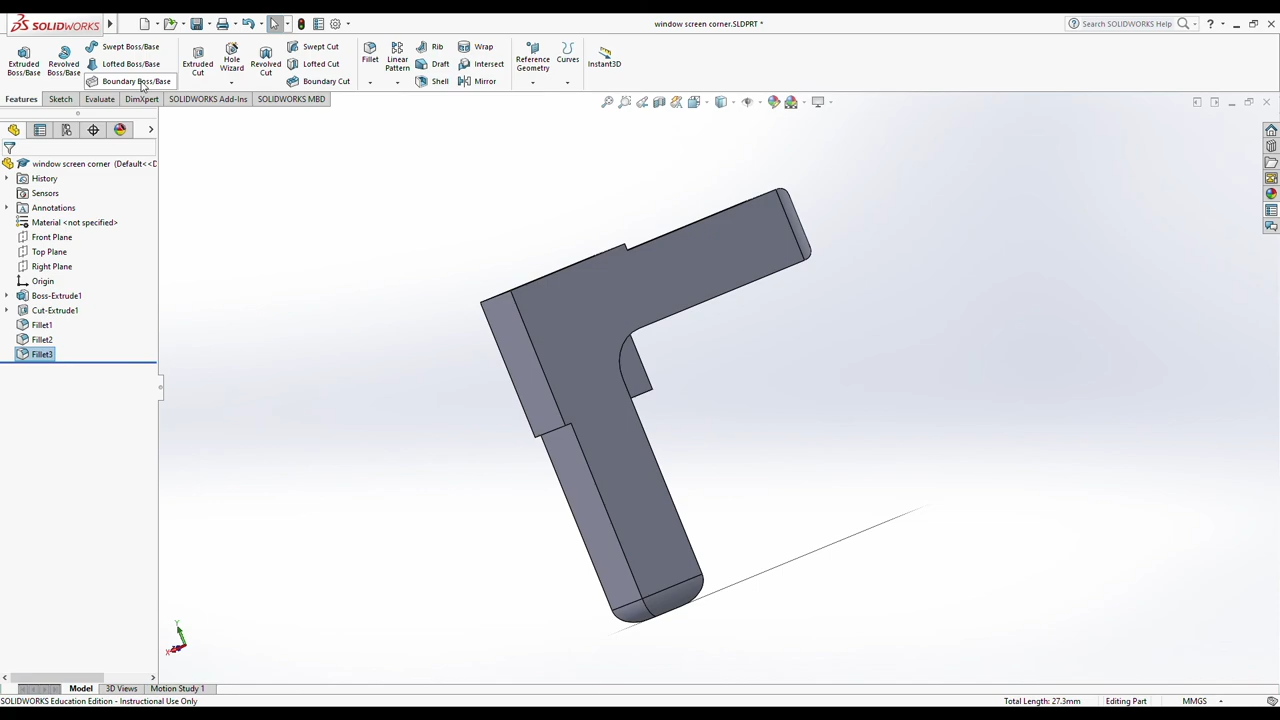 SOLIDWORKS
window screen corner.SLDPRT *
Search SOLIDWORKS Help
Extruded Boss/Base
Revolved Boss/Base
Swept Boss/Base
Lofted Boss/Base
Boundary Boss/Base
Extruded Cut
Hole Wizard
Revolved Cut
Swept Cut
Lofted Cut
Boundary Cut
Fillet
Linear Pattern
Rib
Draft
Shell
Wrap
Intersect
Mirror
Reference Geometry
Curves
Instant3D
Features
Sketch
Evaluate
DimXpert
SOLIDWORKS Add-Ins
SOLIDWORKS MBD
window screen corner (Default<<D
History
Sensors
Annotations
Material <not specified>
Front Plane
Top Plane
Right Plane
Origin
Boss-Extrude1
Cut-Extrude1
Fillet1
Fillet2
Fillet3
Y
X
Model
3D Views
Motion Study 1
SOLIDWORKS Education Edition - Instructional Use Only
Total Length: 27.3mm
Editing Part
MMGS